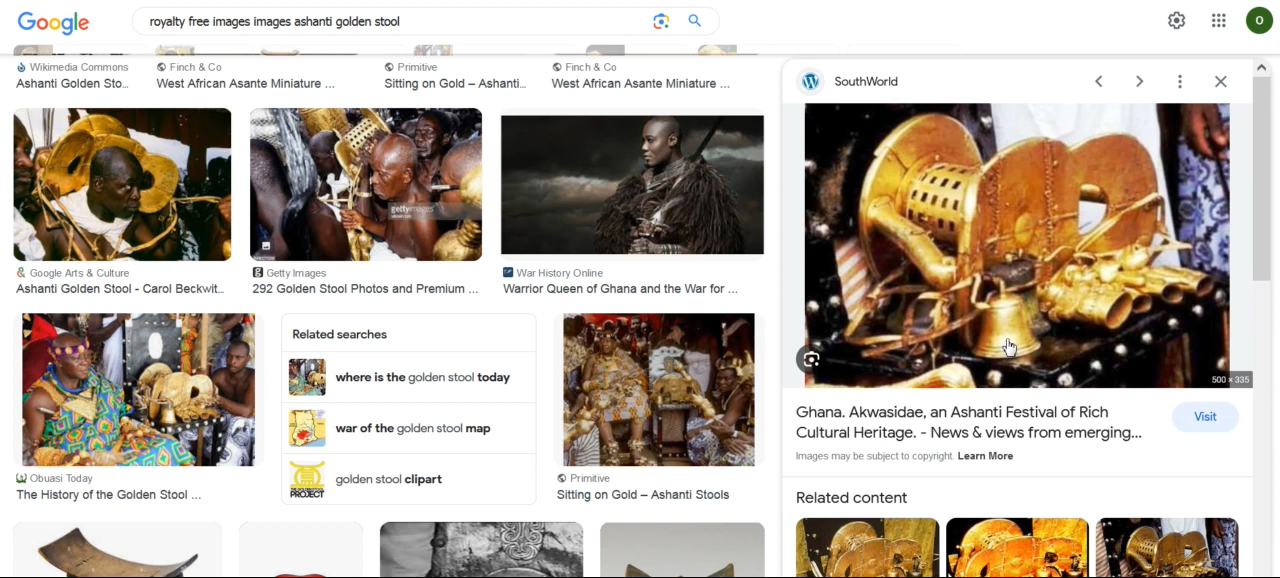 Google
royalty free images images ashanti golden stool
O
Wikimedia Commons
Ashanti Golden Sto...
Finch & Co
West African Asante Miniature ...
Primitive
Sitting on Gold – Ashanti...
Finch & Co
West African Asante Miniature ...
SouthWorld
gettyimages
Google Arts & Culture
Ashanti Golden Stool - Carol Beckwit...
Getty Images
292 Golden Stool Photos and Premium ...
War History Online
Warrior Queen of Ghana and the War for ...
500 × 335
Related searches
where is the golden stool today
war of the golden stool map
golden stool clipart
PROJECT
Obuasi Today
The History of the Golden Stool ...
Primitive
Sitting on Gold – Ashanti Stools
Ghana. Akwasidae, an Ashanti Festival of Rich
Cultural Heritage. - News & views from emerging...
Visit
Images may be subject to copyright. Learn More
Related content